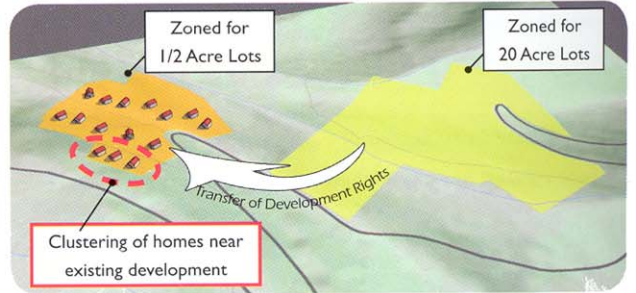 Zoned for
1/2 Acre Lots
Zoned for
20 Acre Lots
Transfer of Development Rights
Clustering of homes near
existing development